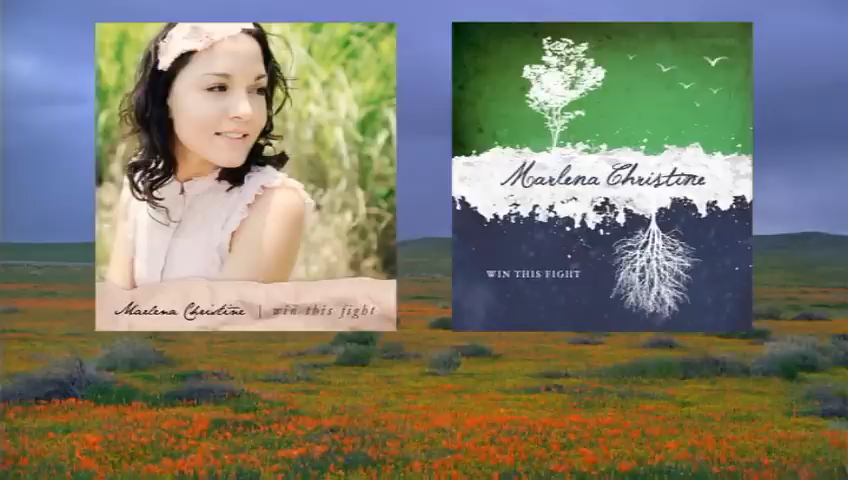 Marlena Christine | win this fight
Marlena Christine
WIN THIS FIGHT